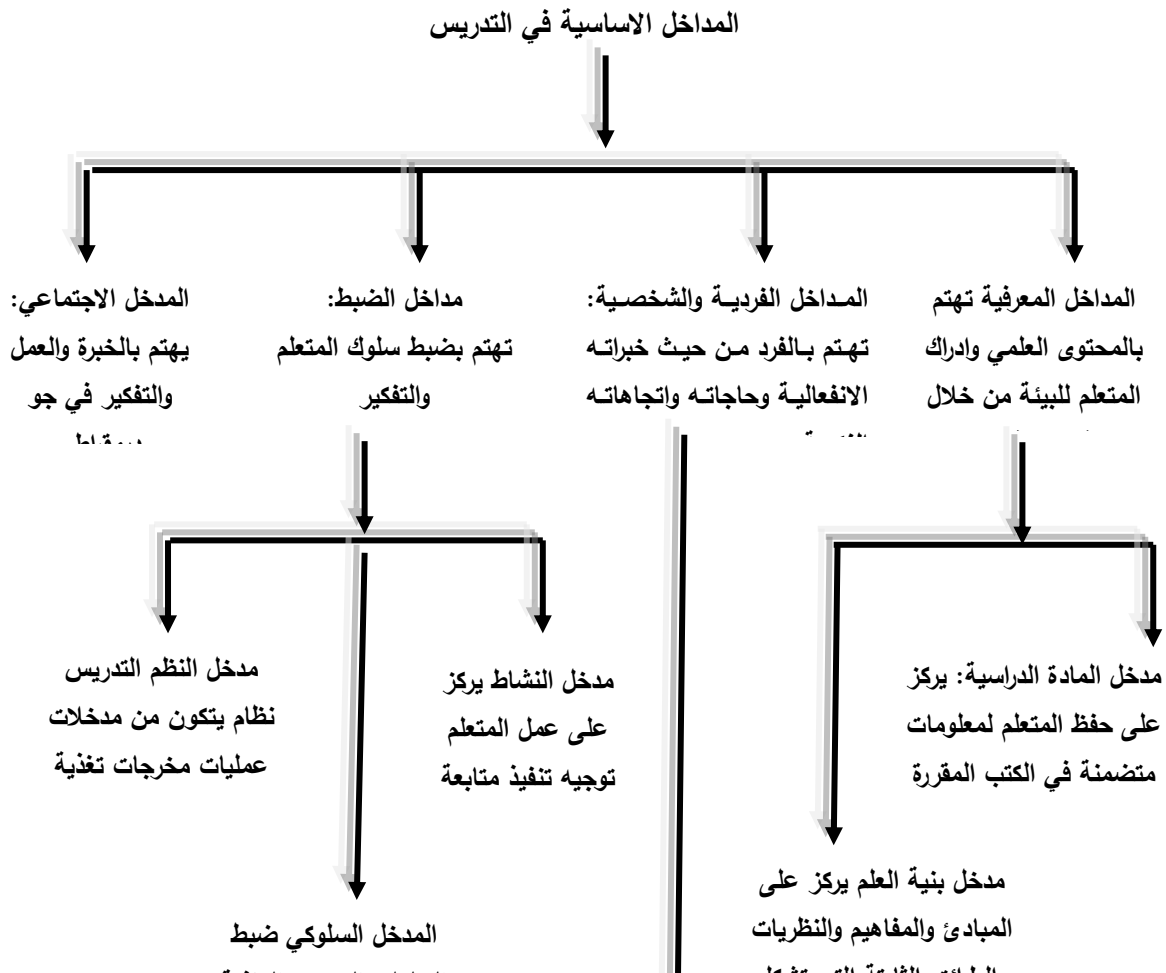 المداخل الاساسية في التدريس
المداخل المعرفية تهتم
بالمحتوى العلمي وادراك
المتعلم للبيئة من خلال
المداخل الفردية والشخصية:
تهتم بالفرد من حيث خبراته
الانفعالية وحاجاته واتجاهاته
مداخل الضبط:
تهتم بضبط سلوك المتعلم
والتفكير
المدخل الاجتماعي:
يهتم بالخبرة والعمل
والتفكير في جو
مدخل المادة الدراسية: يركز
على حفظ المتعلم لمعلومات
متضمنة في الكتب المقررة
مدخل النشاط يركز
على عمل المتعلم
توجيه تنفيذ متابعة
مدخل النظم التدريس
نظام يتكون من مدخلات
عمليات مخرجات تغذية
مدخل بنية العلم يركز على
المبادئ والمفاهيم والنظريات
المدخل السلوكي ضبط